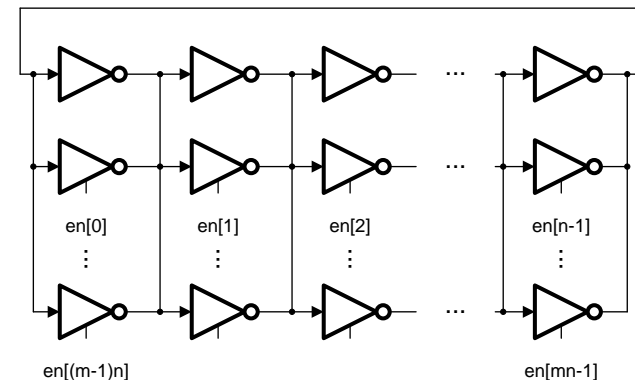 ...
en[0] en[1] en[2] ... en[n-1]
en[(m-1)n] ... en[mn-1]